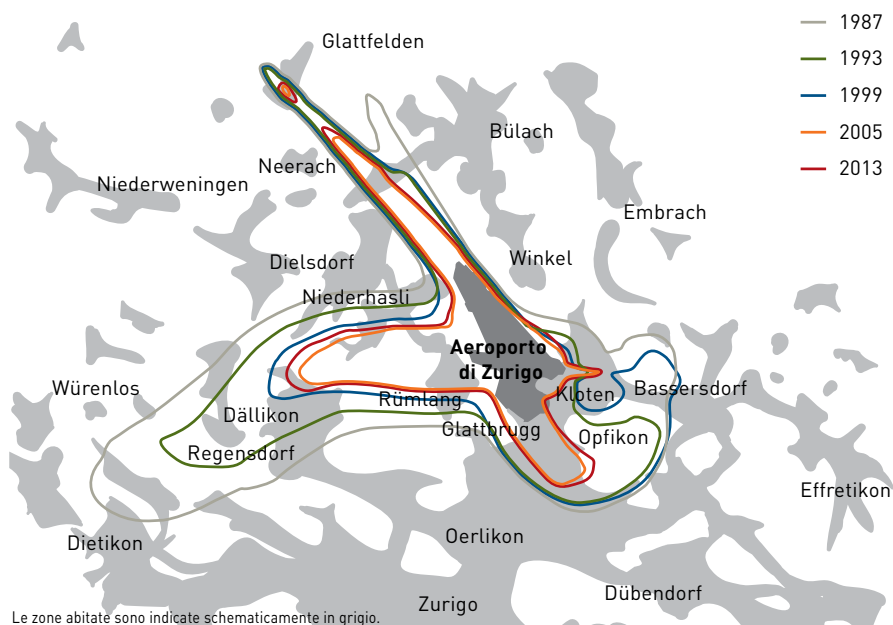 1987
1993
1999
2005
2013
Glattfelden
Bülach
Neerach
Niederweningen
Embrach
Winkel
Dielsdorf
Niederhasli
Aeroporto
di Zurigo
Würenlos
Kloten
Bassersdorf
Rümlang
Dällikon
Glattbrugg
Opfikon
Regensdorf
Effretikon
Oerlikon
Dietikon
Dübendorf
Zurigo
Le zone abitate sono indicate schematicamente in grigio.